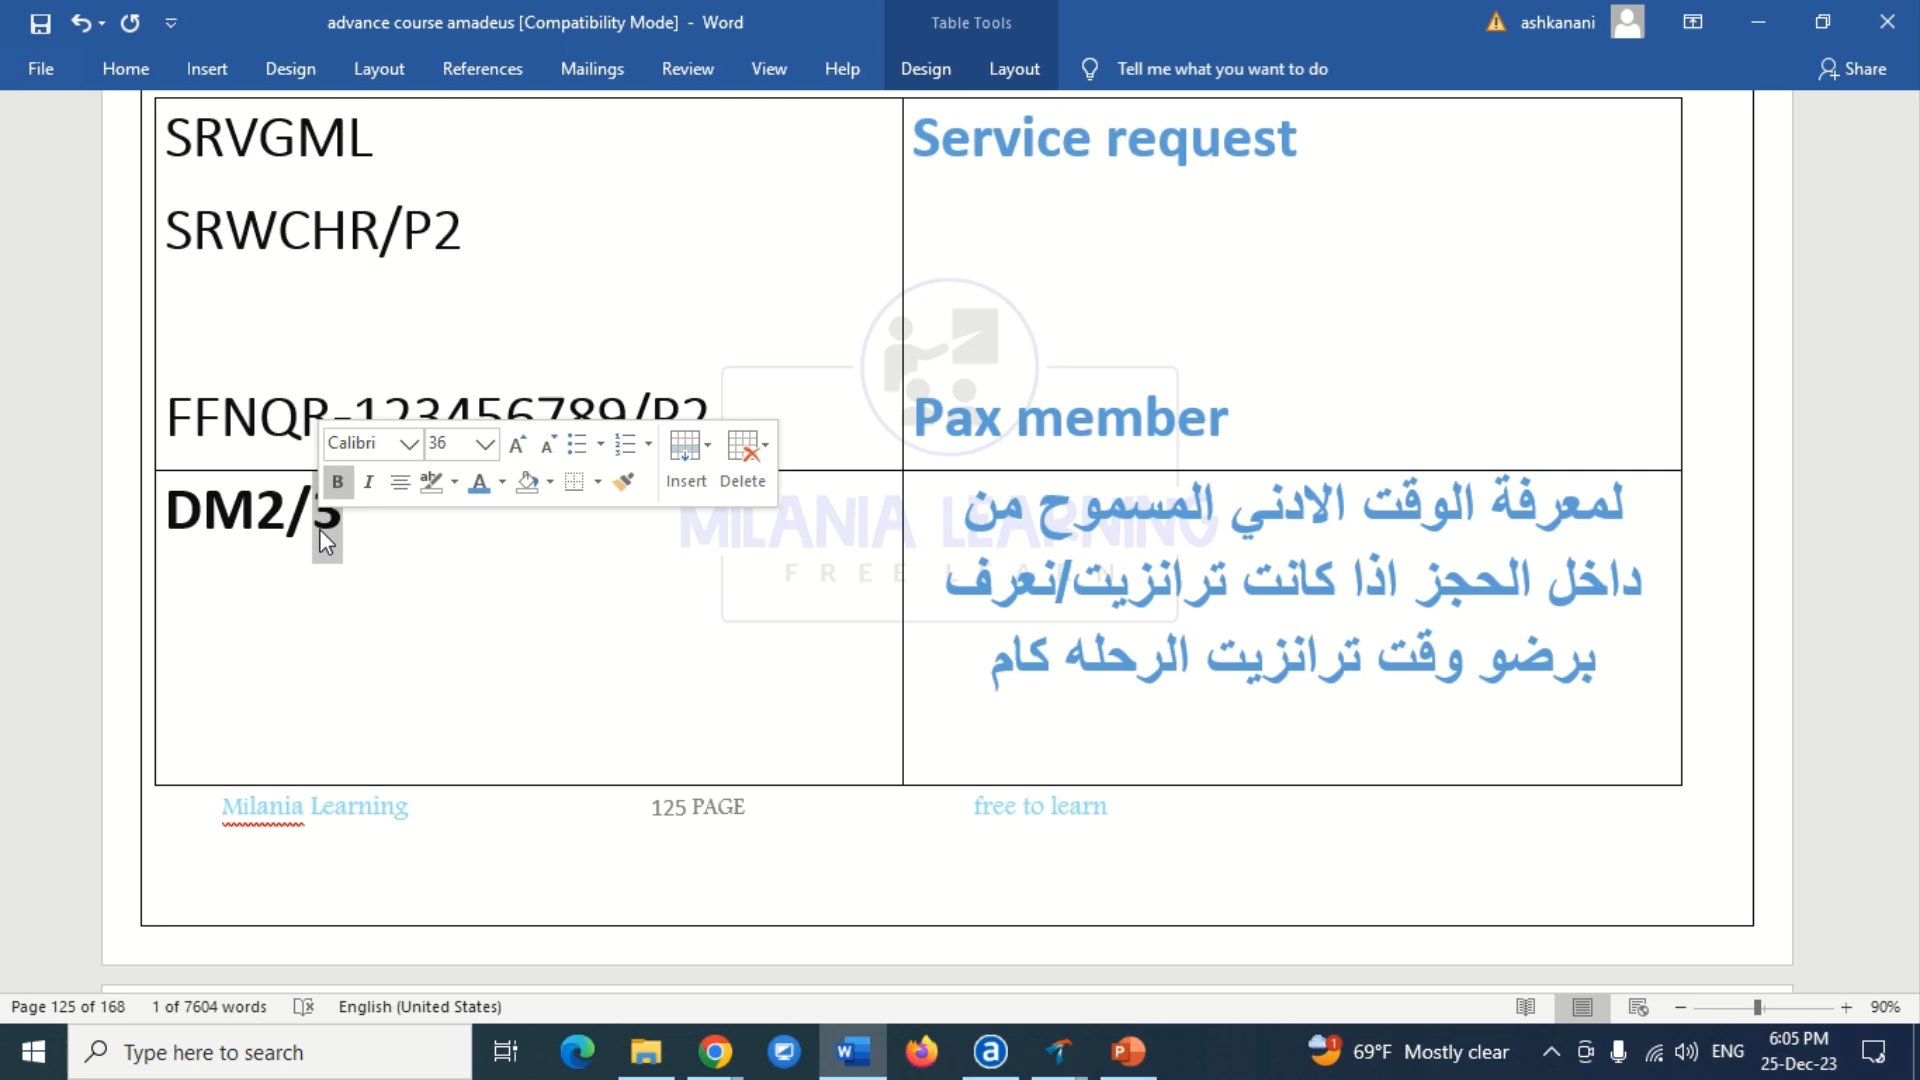 advance course amadeus [Compatibility Mode] - Word
Table Tools
ashkanani
File Home Insert Design Layout References Mailings Review View Help Design Layout Tell me what you want to do Share
SRVGML
Service request
SRWCHR/P2
FFNQR-123456789/P2
Pax member
Calibri 36
B I Insert Delete
DM2/3
لمعرفة الوقت الادني المسموح من
داخل الحجز اذا كانت ترانزيت/نعرف
برضو وقت ترانزيت الرحله كام
MILANIA LEARNING
FREE LEARN
Milania Learning 125 PAGE free to learn
Page 125 of 168 1 of 7604 words English (United States) 90%
Type here to search
69°F Mostly clear ENG
6:05 PM
25-Dec-23